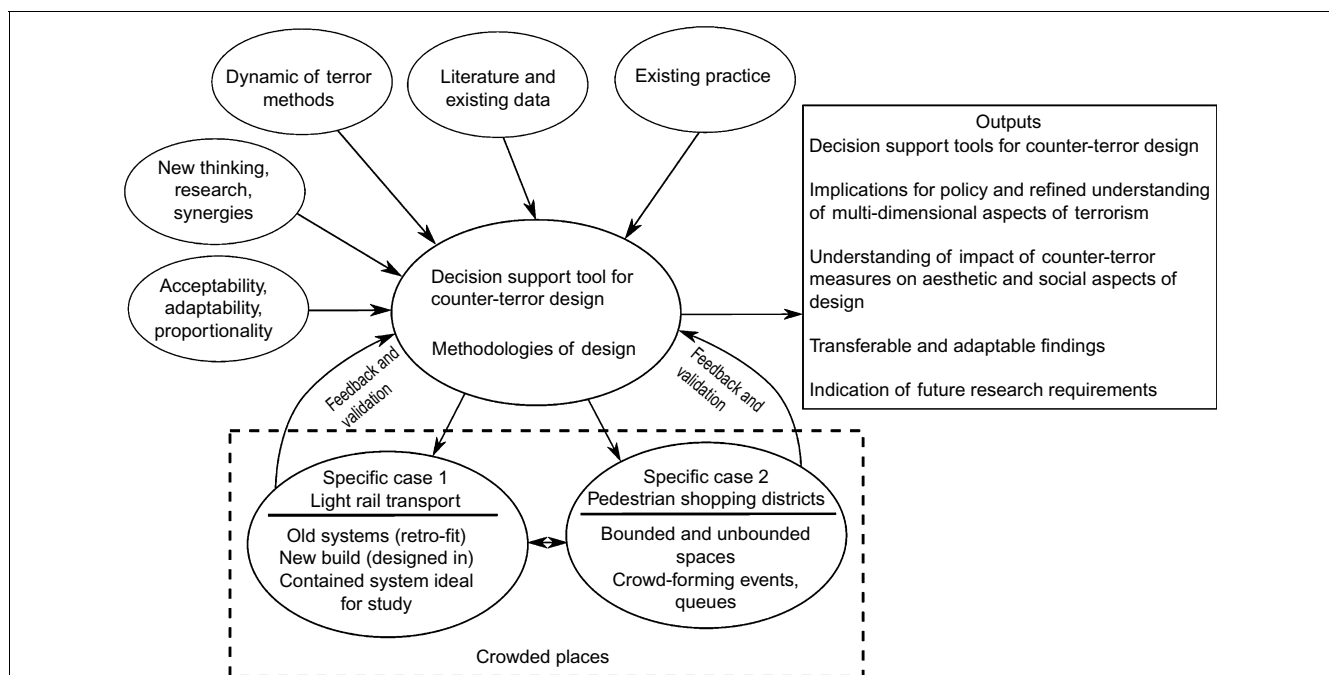 Dynamic of terror
methods
Literature and
existing data
Existing practice
New thinking,
research,
synergies
Acceptability,
adaptability,
proportionality
Decision support tool for
counter-terror design
Methodologies of design
Outputs
Decision support tools for counter-terror design
Implications for policy and refined understanding
of multi-dimensional aspects of terrorism
Understanding of impact of counter-terror
measures on aesthetic and social aspects of
design
Transferable and adaptable findings
Indication of future research requirements
Feedback and
validation
Feedback and
validation
Specific case 1
Light rail transport
Old systems (retro-fit)
New build (designed in)
Contained system ideal
for study
Specific case 2
Pedestrian shopping districts
Bounded and unbounded
spaces
Crowd-forming events,
queues
Crowded places